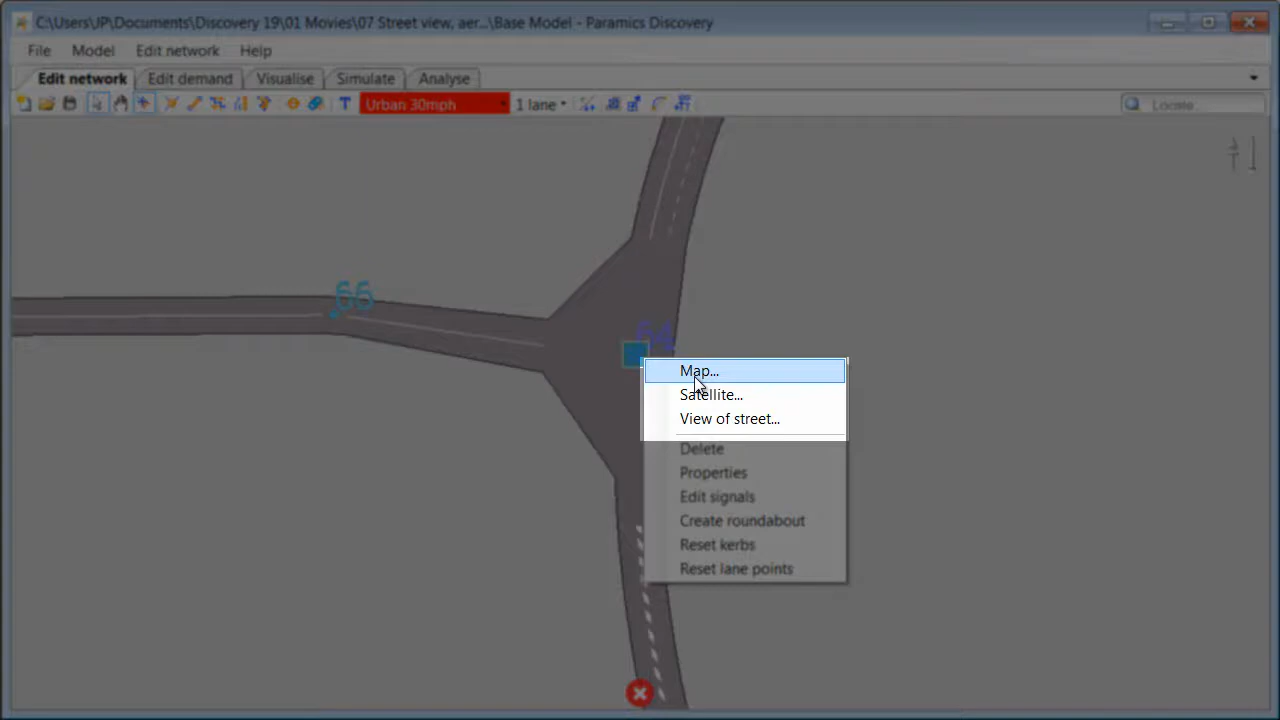 C:\Users\JP\Documents\Discovery 19\01 Movies\07 Street view, aer...\Base Model - Paramics Discovery
File Model Edit network Help
Edit network Edit demand Visualise Simulate Analyse
T Urban 30mph 1 lane Locate...
66
64
Map...
Satellite...
View of street...
Delete
Properties
Edit signals
Create roundabout
Reset kerbs
Reset lane points